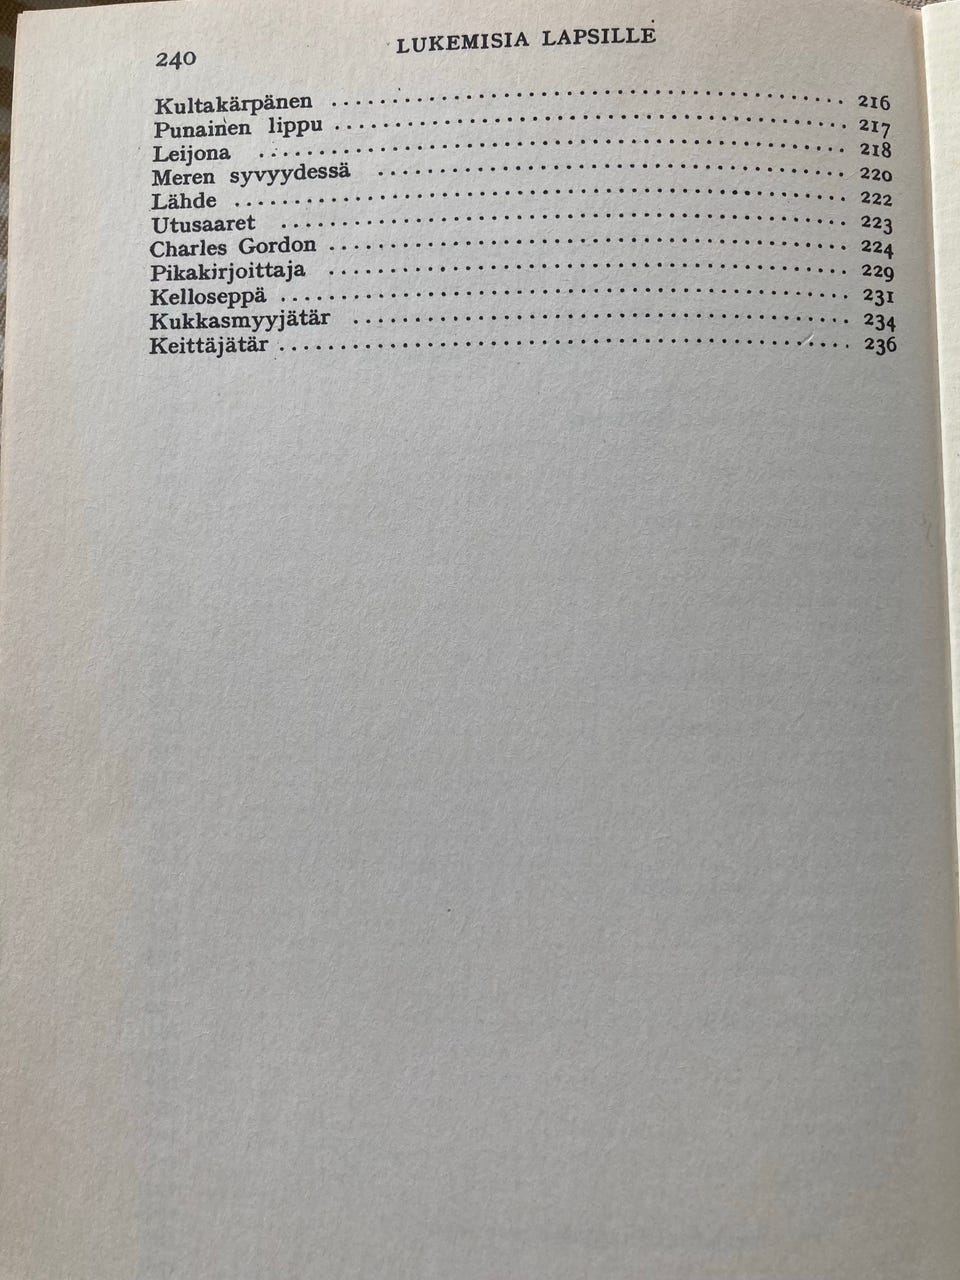 240 LUKEMISIA LAPSILLE
Kultakärpänen ........................................ 216
Punainen lippu ........................................ 217
Leijona ........................................ 218
Meren syvyydessä ........................................ 220
Lähde ........................................ 222
Utusaaret ........................................ 223
Charles Gordon ........................................ 224
Pikakirjoittaja ........................................ 229
Kelloseppä ........................................ 231
Kukkasmyyjätär ........................................ 234
Keittäjätär ........................................ 236